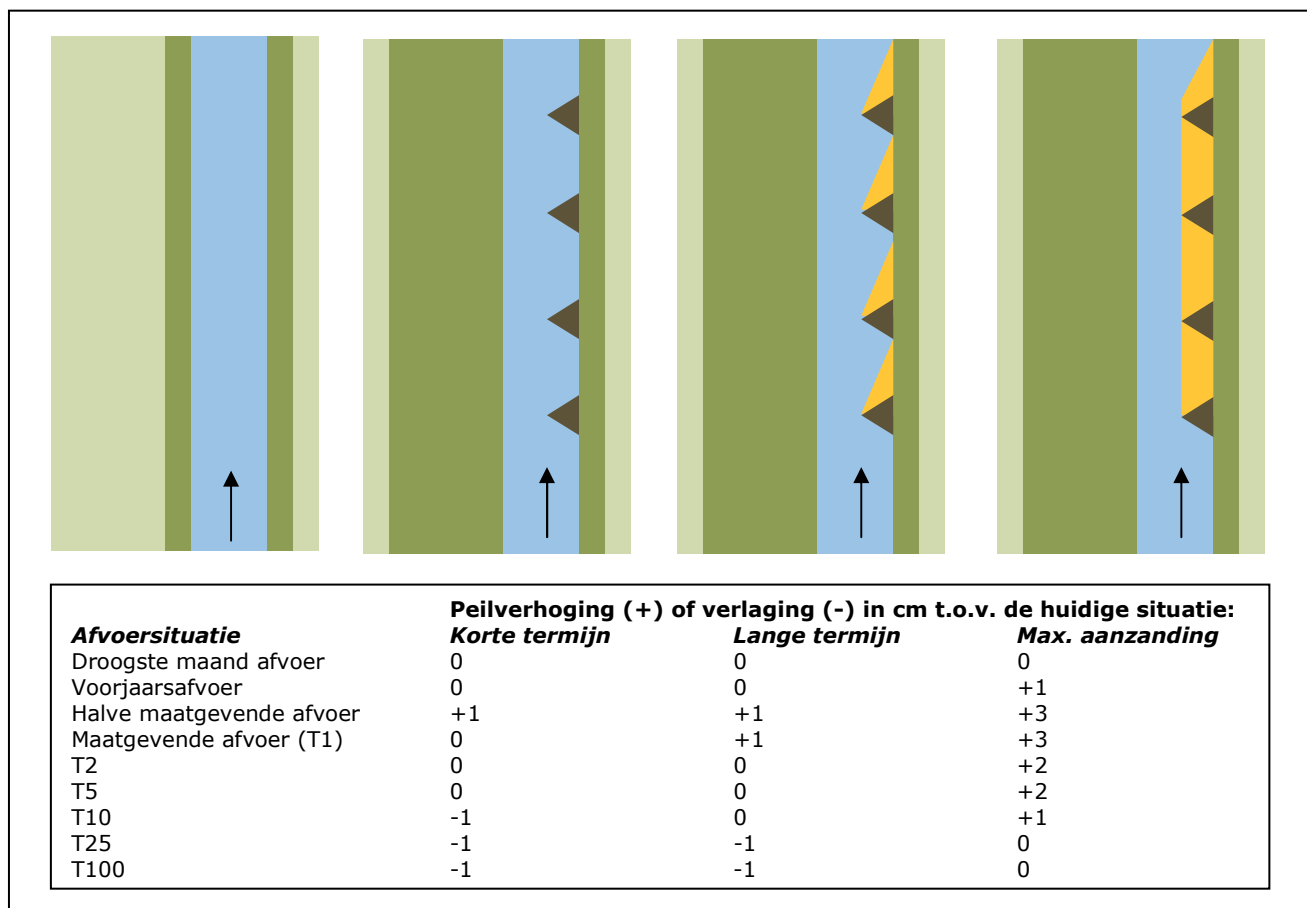 Peilverhoging (+) of verlaging (-) in cm t.o.v. de huidige situatie:
Afvoersituatie Korte termijn Lange termijn Max. aanzanding
Droogste maand afvoer 0 0 0
Voorjaarsafvoer 0 0 +1
Halve maatgevende afvoer +1 +1 +3
Maatgevende afvoer (T1) 0 +1 +3
T2 0 0 +2
T5 0 0 +2
T10 -1 0 +1
T25 -1 -1 0
T100 -1 -1 0